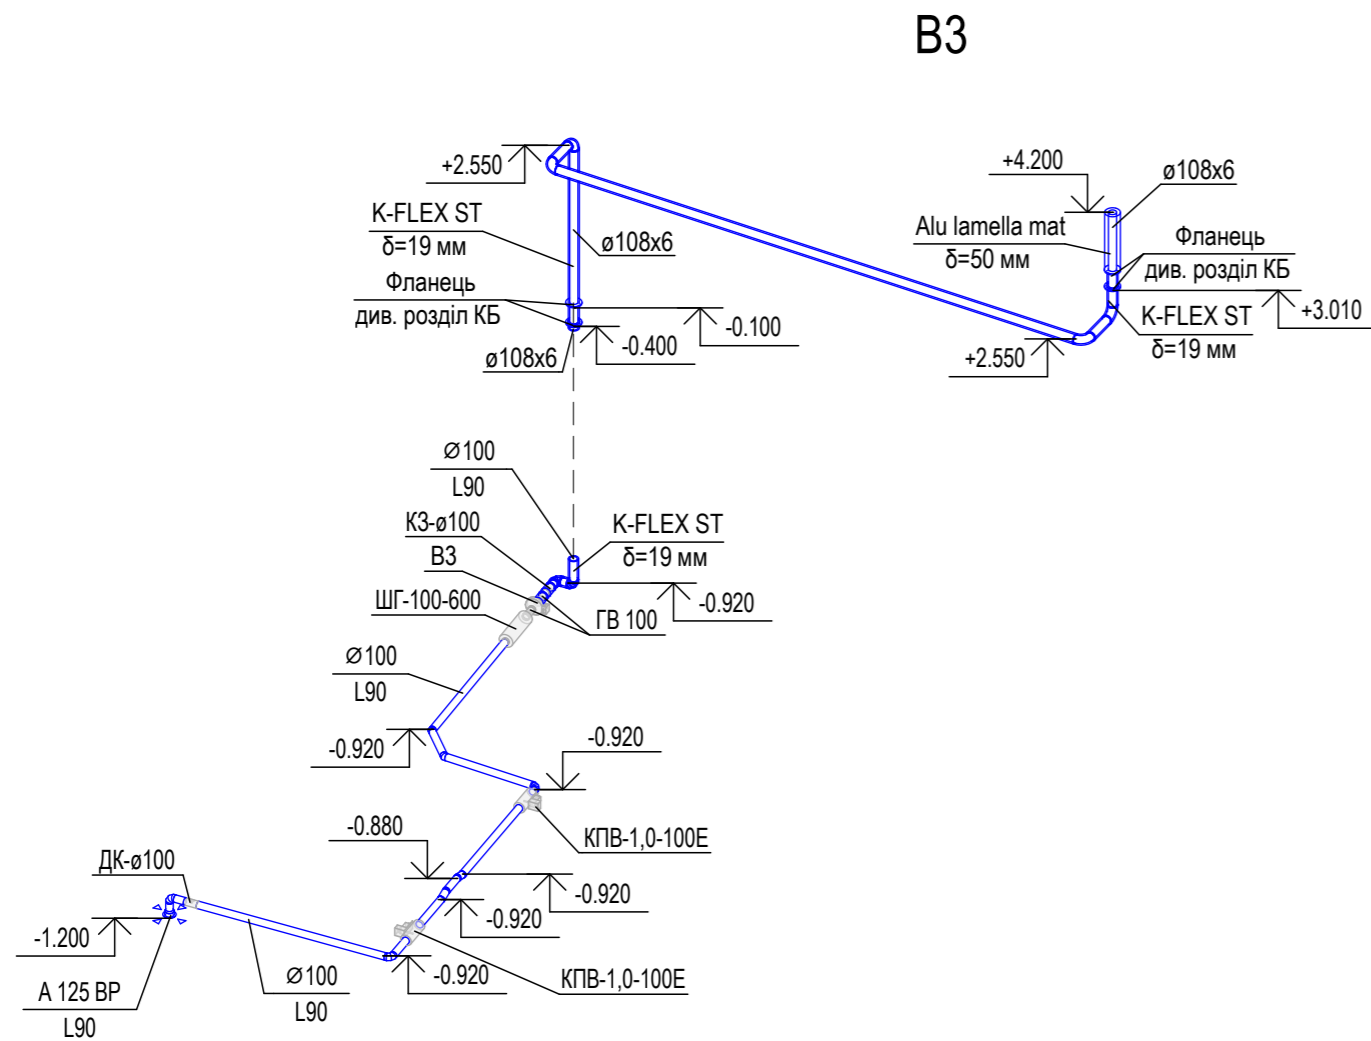 В3
+2.550
+4.200
ø108x6
K-FLEX ST
δ=19 мм
ø108x6
Alu lamella mat
δ=50 мм
Фланець
див. розділ КБ
Фланець
див. розділ КБ
-0.100
-0.400
ø108x6
+3.010
K-FLEX ST
δ=19 мм
+2.550
Ø100
L90
КЗ-ø100
В3
ШГ-100-600
K-FLEX ST
δ=19 мм
-0.920
ГВ 100
Ø100
L90
-0.920
-0.920
-0.880
КПВ-1,0-100Е
ДК-ø100
-0.920
-0.920
-1.200
-0.920
КПВ-1,0-100Е
Ø100
L90
А 125 ВР
L90